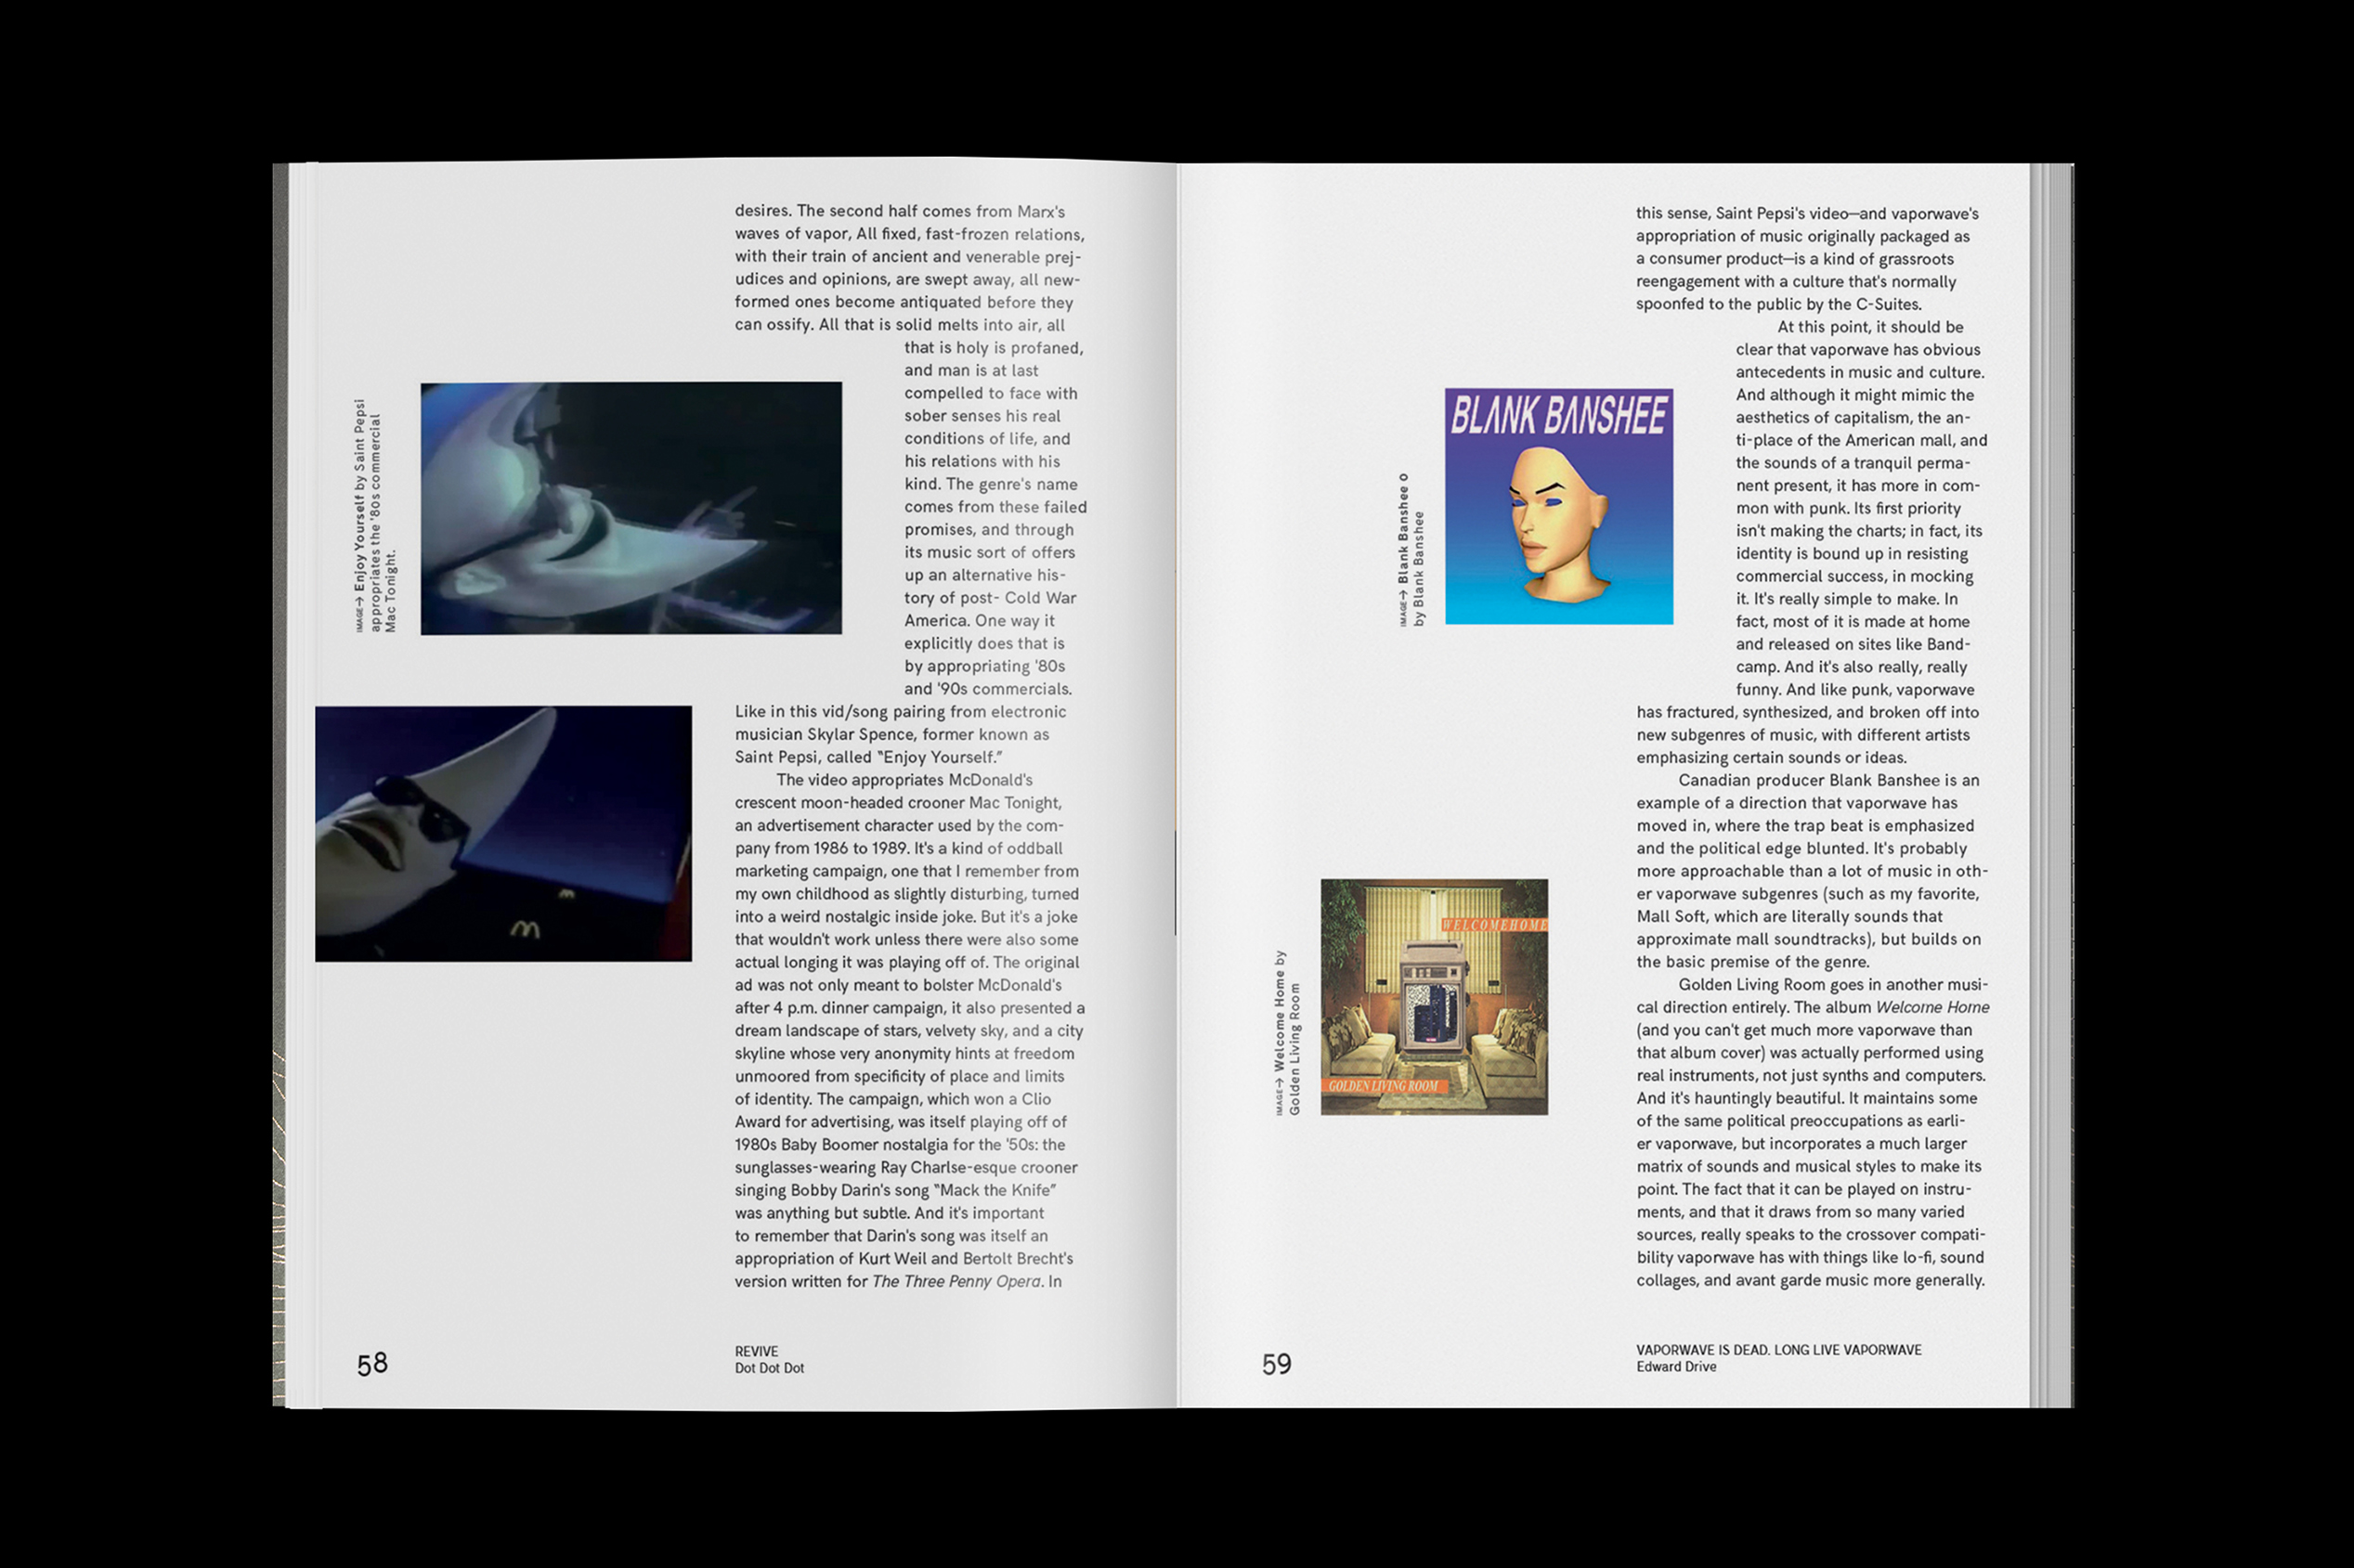 desires. The second half comes from Marx's
waves of vapor, All fixed, fast-frozen relations,
with their train of ancient and venerable prej-
udices and opinions, are swept away, all new-
formed ones become antiquated before they
can ossify. All that is solid melts into air, all
that is holy is profaned,
and man is at last
compelled to face with
sober senses his real
conditions of life, and
his relations with his
kind. The genre's name
comes from these failed
promises, and through
its music sort of offers
up an alternative his-
tory of post- Cold War
America. One way it
explicitly does that is
by appropriating '80s
and '90s commercials.
Like in this vid/song pairing from electronic
musician Skylar Spence, former known as
Saint Pepsi, called “Enjoy Yourself.”
The video appropriates McDonald's
crescent moon-headed crooner Mac Tonight,
an advertisement character used by the com-
pany from 1986 to 1989. It's a kind of oddball
marketing campaign, one that I remember from
my own childhood as slightly disturbing, turned
into a weird nostalgic inside joke. But it's a joke
that wouldn't work unless there were also some
actual longing it was playing off of. The original
ad was not only meant to bolster McDonald's
after 4 p.m. dinner campaign, it also presented a
dream landscape of stars, velvety sky, and a city
skyline whose very anonymity hints at freedom
unmoored from specificity of place and limits
of identity. The campaign, which won a Clio
Award for advertising, was itself playing off of
1980s Baby Boomer nostalgia for the '50s: the
sunglasses-wearing Ray Charlse-esque crooner
singing Bobby Darin's song “Mack the Knife”
was anything but subtle. And it's important
to remember that Darin's song was itself an
appropriation of Kurt Weil and Bertolt Brecht's
version written for The Three Penny Opera. In
IMAGE→ Enjoy Yourself by Saint Pepsi
appropriates the '80s commercial
Mac Tonight.
58
REVIVE
Dot Dot Dot
this sense, Saint Pepsi's video—and vaporwave's
appropriation of music originally packaged as
a consumer product—is a kind of grassroots
reengagement with a culture that's normally
spoonfed to the public by the C-Suites.
At this point, it should be
clear that vaporwave has obvious
antecedents in music and culture.
And although it might mimic the
aesthetics of capitalism, the an-
ti-place of the American mall, and
the sounds of a tranquil perma-
nent present, it has more in com-
mon with punk. Its first priority
isn't making the charts; in fact, its
identity is bound up in resisting
commercial success, in mocking
it. It's really simple to make. In
fact, most of it is made at home
and released on sites like Band-
camp. And it's also really, really
funny. And like punk, vaporwave
has fractured, synthesized, and broken off into
new subgenres of music, with different artists
emphasizing certain sounds or ideas.
Canadian producer Blank Banshee is an
example of a direction that vaporwave has
moved in, where the trap beat is emphasized
and the political edge blunted. It's probably
more approachable than a lot of music in oth-
er vaporwave subgenres (such as my favorite,
Mall Soft, which are literally sounds that
approximate mall soundtracks), but builds on
the basic premise of the genre.
Golden Living Room goes in another musi-
cal direction entirely. The album Welcome Home
(and you can't get much more vaporwave than
that album cover) was actually performed using
real instruments, not just synths and computers.
And it's hauntingly beautiful. It maintains some
of the same political preoccupations as earli-
er vaporwave, but incorporates a much larger
matrix of sounds and musical styles to make its
point. The fact that it can be played on instru-
ments, and that it draws from so many varied
sources, really speaks to the crossover compati-
bility vaporwave has with things like lo-fi, sound
collages, and avant garde music more generally.
IMAGE→ Blank Banshee 0
by Blank Banshee
BLANK BANSHEE
IMAGE→ Welcome Home by
Golden Living Room
WELCOME HOME
GOLDEN LIVING ROOM
59
VAPORWAVE IS DEAD. LONG LIVE VAPORWAVE
Edward Drive